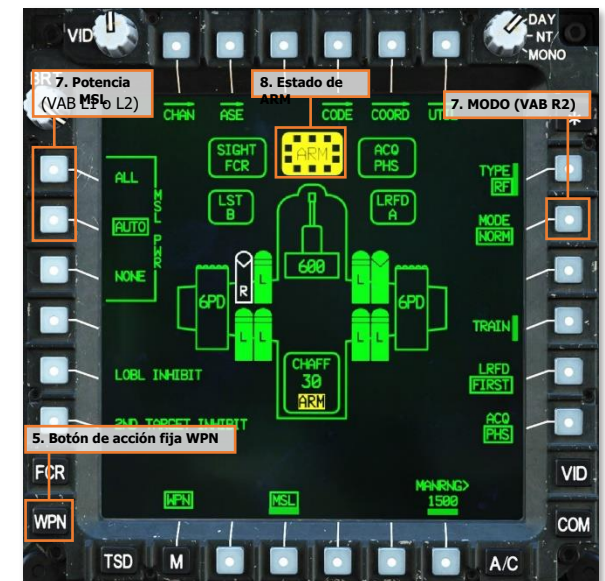 VID
DAY
NT
MONO
BRT
7. Potencia
MSL
(VAB L1 o L2)
8. Estado de
ARM
7. MODO (VAB R2)
CHAN
ASE
CODE
COORD
UTIL
*
SIGHT
FCR
ARM
ACQ
PHS
TYPE
RF
ALL
LST
B
LRFD
A
MODE
NORM
AUTO
MSL PWR
600
NONE
R
L
L
6PD
6PD
TRAIN
L
L
L
L
CHAFF
30
ARM
LOBL INHIBIT
LRFD
FIRST
2ND TARGET INHIBIT
ACQ
PHS
5. Botón de acción fija WPN
FCR
VID
MANRNG>
1500
WPN
MSL
WPN
COM
TSD
M
A/C